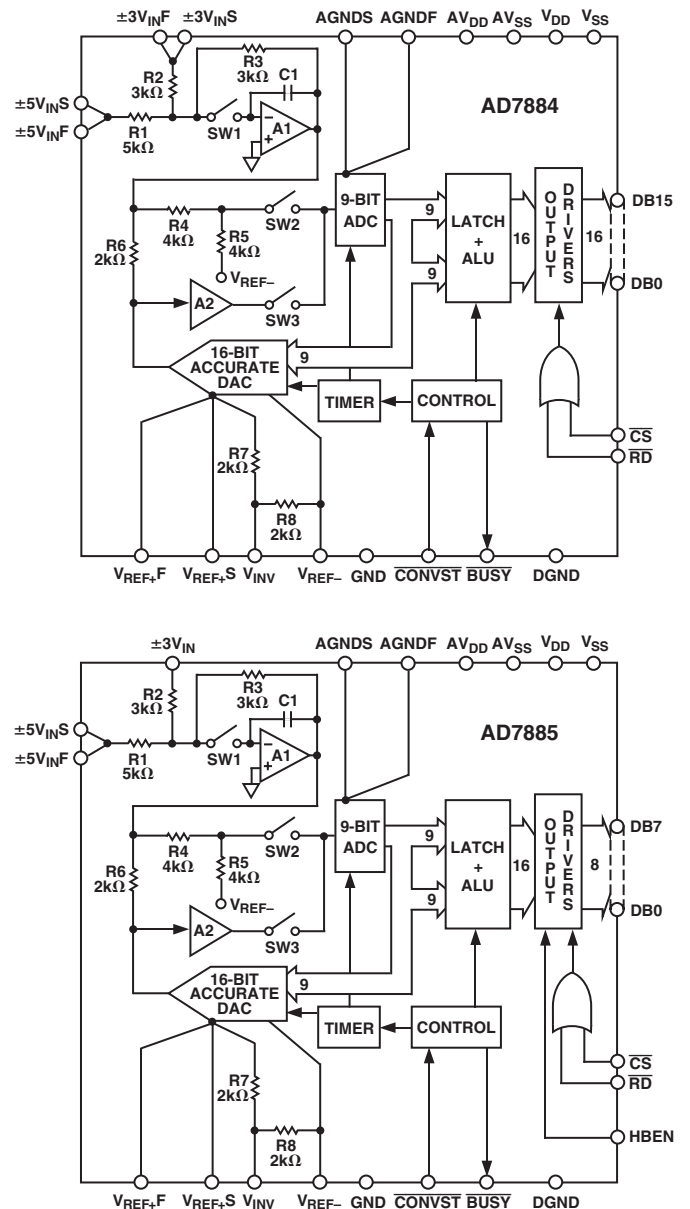 ±3VINF ±3VINS AGNDS AGNDF AVDD AVSS VDD VSS
R2
3kΩ
R3
3kΩ
C1
±5VINS
±5VINF
R1
5kΩ
SW1
A1
AD7884
R4
4kΩ
R5
4kΩ
SW2
R6
2kΩ
VREF–
A2
SW3
9-BIT
ADC
9
9
LATCH
+
ALU
16
OUTPUT
DRIVERS
16
DB15
DB0
16-BIT
ACCURATE
DAC
9
TIMER
CONTROL
R7
2kΩ
R8
2kΩ
CS
RD
VREF+F VREF+S VINV VREF– GND CONVST BUSY DGND
±3VIN AGNDS AGNDF AVDD AVSS VDD VSS
R2
3kΩ
R3
3kΩ
C1
±5VINS
±5VINF
R1
5kΩ
SW1
A1
AD7885
R4
4kΩ
R5
4kΩ
SW2
R6
2kΩ
VREF–
A2
SW3
9-BIT
ADC
9
9
LATCH
+
ALU
16
OUTPUT
DRIVERS
8
DB7
DB0
16-BIT
ACCURATE
DAC
9
TIMER
CONTROL
R7
2kΩ
R8
2kΩ
CS
RD
HBEN
VREF+F VREF+S VINV VREF– GND CONVST BUSY DGND